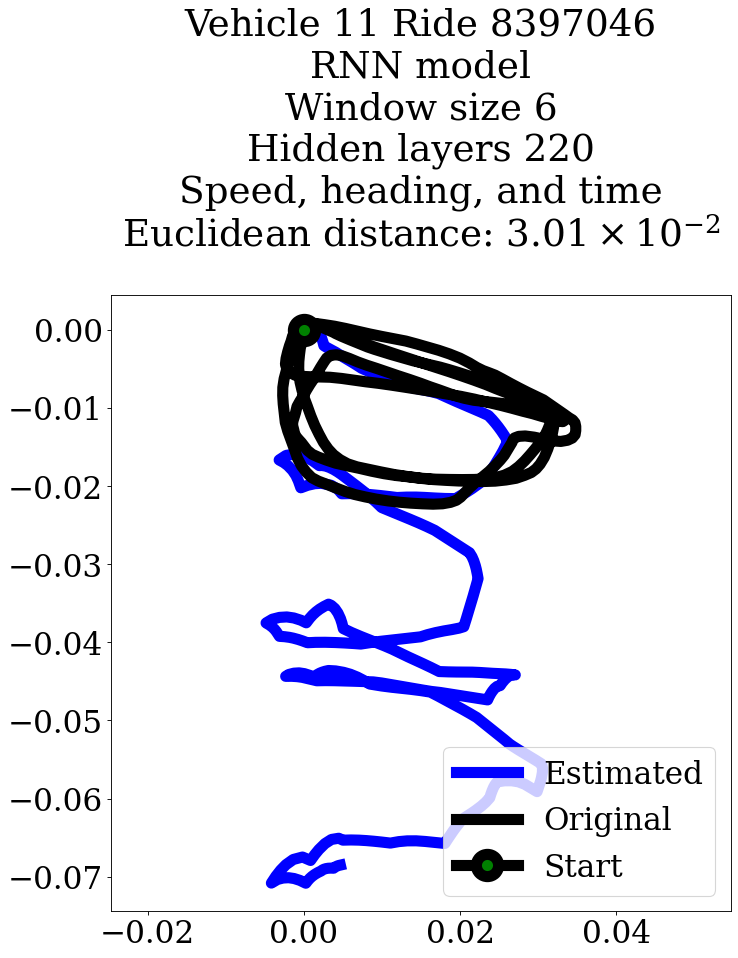 Vehicle 11 Ride 8397046
RNN model
Window size 6
Hidden layers 220
Speed, heading, and time
Euclidean distance: 3.01 × 10⁻²
0.00
−0.01
−0.02
−0.03
−0.04
−0.05
−0.06
−0.07
Estimated
Original
Start
−0.02
0.00
0.02
0.04